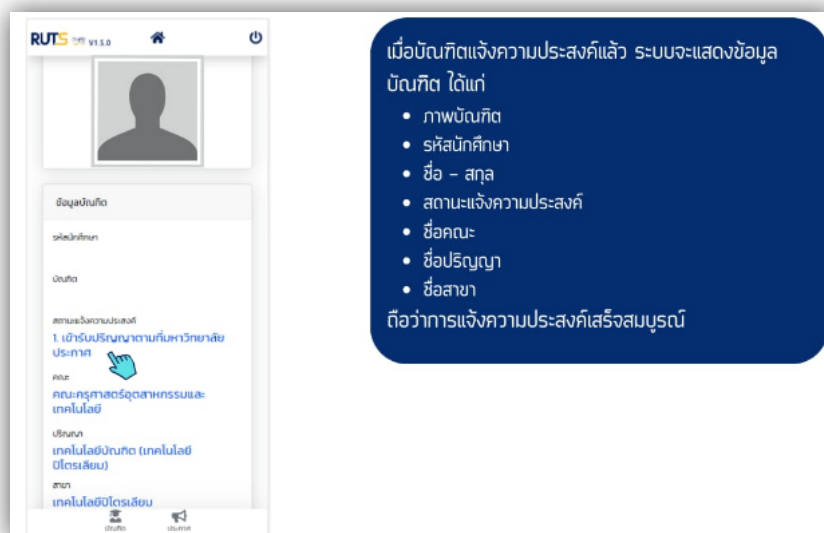 RUTS V1.5.0
ข้อมูลบัณฑิต
รหัสนักศึกษา
บัณฑิต
สถานะแจ้งความประสงค์
1. เข้ารับปริญญาตามที่มหาวิทยาลัย
ประกาศ
คณะ
คณะครุศาสตร์อุตสาหกรรมและ
เทคโนโลยี
ปริญญา
เทคโนโลยีบัณฑิต (เทคโนโลยี
ปิโตรเลียม)
สาขา
เทคโนโลยีปิโตรเลียม
บัณฑิต ประกาศ
เมื่อบัณฑิตแจ้งความประสงค์แล้ว ระบบจะแสดงข้อมูล
บัณฑิต ได้แก่
• ภาพบัณฑิต
• รหัสนักศึกษา
• ชื่อ – สกุล
• สถานะแจ้งความประสงค์
• ชื่อคณะ
• ชื่อปริญญา
• ชื่อสาขา
ถือว่าการแจ้งความประสงค์เสร็จสมบูรณ์